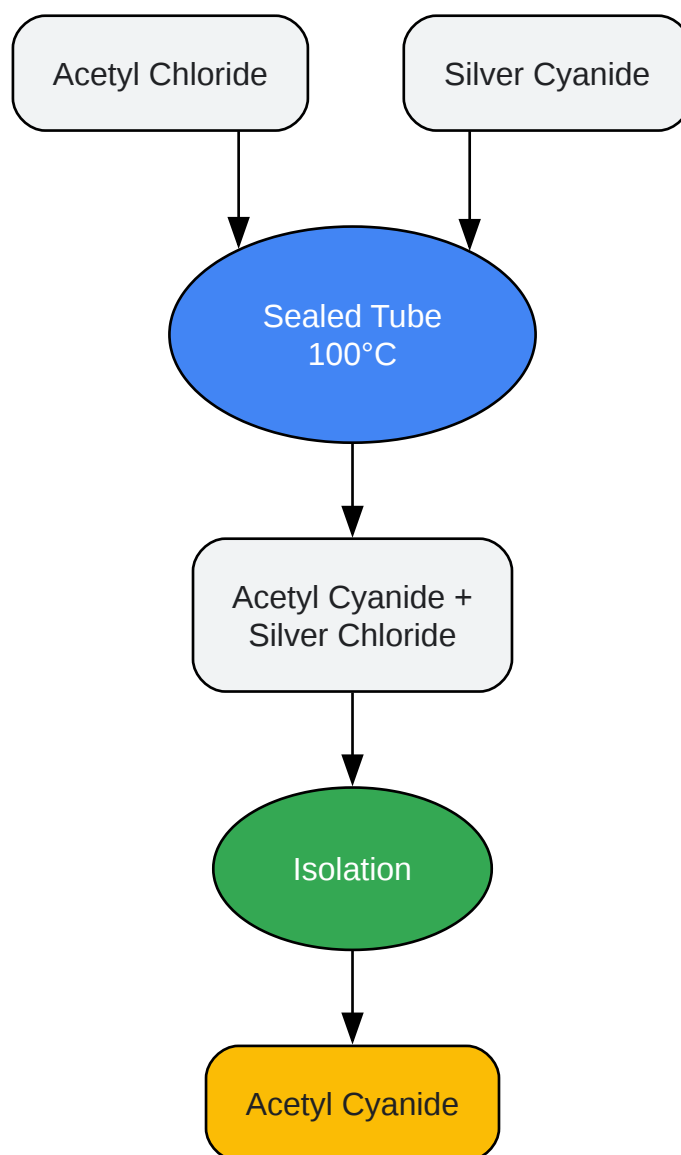 Acetyl Chloride
Silver Cyanide
Sealed Tube
100°C
Acetyl Cyanide +
Silver Chloride
Isolation
Acetyl Cyanide